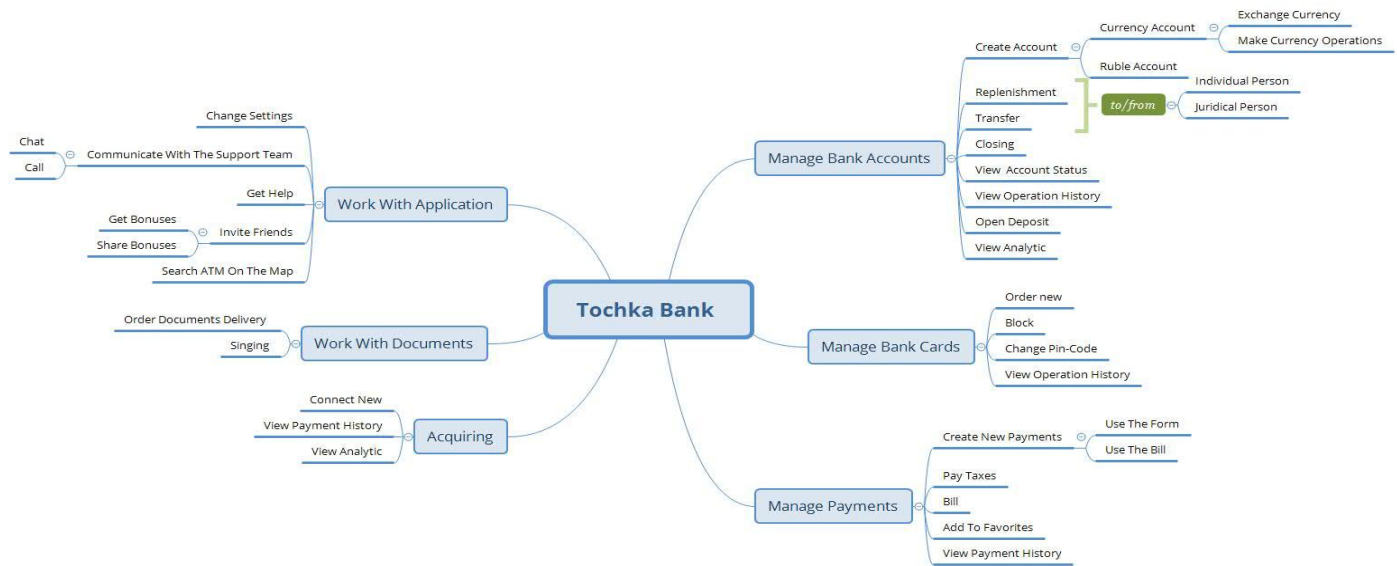 Tochka Bank
Manage Bank Accounts
Create Account
Currency Account
Exchange Currency
Make Currency Operations
Ruble Account
Replenishment
Transfer
to/from
Individual Person
Juridical Person
Closing
View Account Status
View Operation History
Open Deposit
View Analytic
Manage Bank Cards
Order new
Block
Change Pin-Code
View Operation History
Manage Payments
Create New Payments
Use The Form
Use The Bill
Pay Taxes
Bill
Add To Favorites
View Payment History
Work With Application
Change Settings
Communicate With The Support Team
Chat
Call
Get Help
Invite Friends
Get Bonuses
Share Bonuses
Search ATM On The Map
Work With Documents
Order Documents Delivery
Singing
Acquiring
Connect New
View Payment History
View Analytic